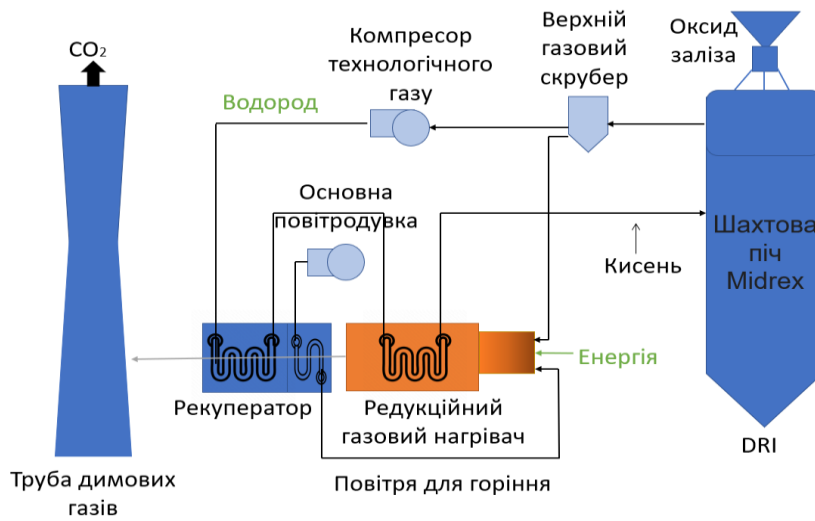 CO₂
Компресор
технологічного
газу
Верхній
газовий
скрубер
Оксид
заліза
Водород
Основна
повітродувка
Шахтова
піч
Midrex
Кисень
Енергія
Рекуператор
Редукційний
газовий нагрівач
DRI
Труба димових
газів
Повітря для горіння